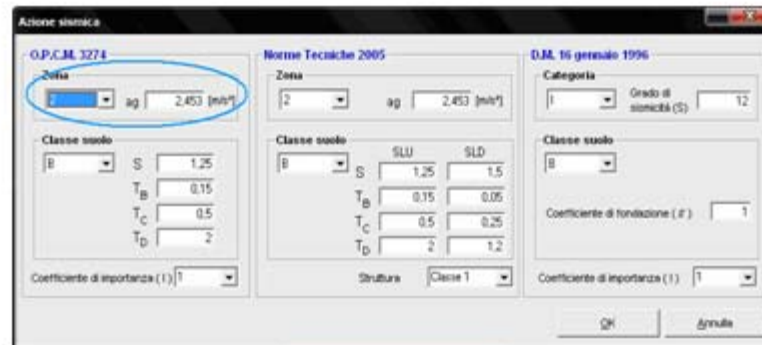 Azione sismica
O.P.C.M. 3274
Zona
2 ag 2,453 [m/s²]
Classe suolo
B S 1,25
TB 0,15
TC 0,5
TD 2
Coefficiente di importanza ( I ) 1
Norme Tecniche 2005
Zona
2 ag 2,453 [m/s²]
Classe suolo
SLU SLD
B S 1,25 1,5
TB 0,15 0,05
TC 0,5 0,25
TD 2 1,2
Struttura Classe 1
D.M. 16 gennaio 1996
Categoria
I Grado di sismicità (S) 12
Classe suolo
B
Coefficiente di fondazione ( ) 1
Coefficiente di importanza ( I ) 1
OK Annulla